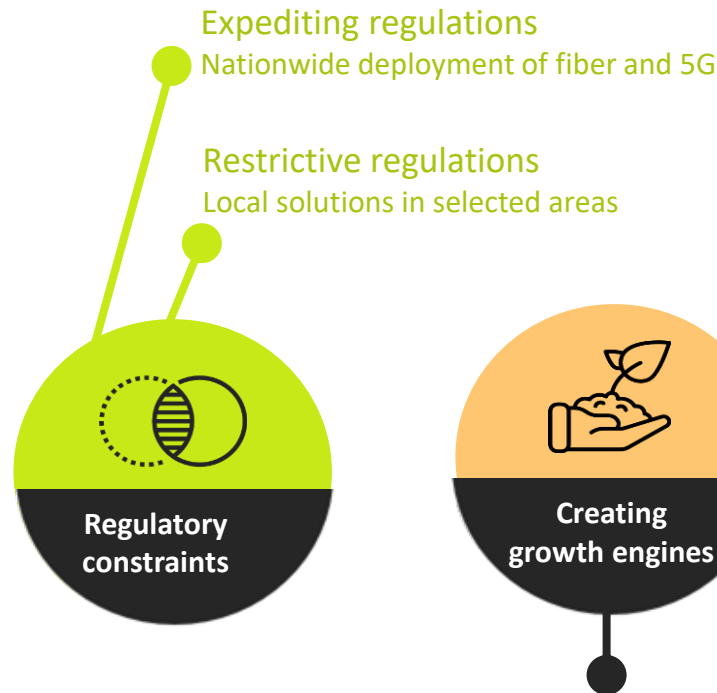 Expediting regulations
Nationwide deployment of fiber and 5G
Restrictive regulations
Local solutions in selected areas
Regulatory
constraints
Creating
growth engines